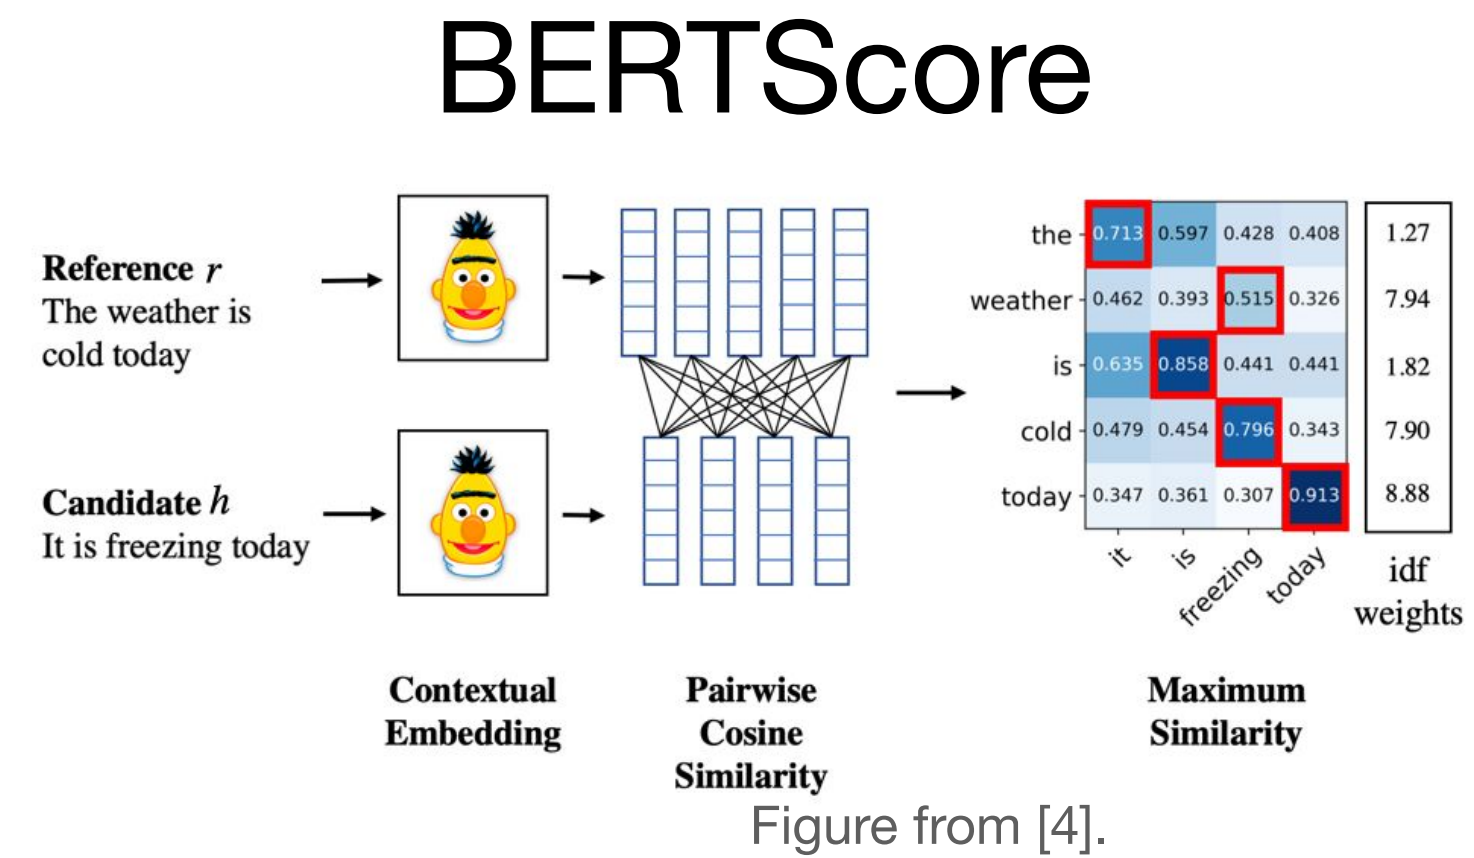 BERTScore
Reference r
The weather is
cold today
Candidate h
It is freezing today
Contextual
Embedding
Pairwise
Cosine
Similarity
the 0.713 0.597 0.428 0.408 1.27
weather 0.462 0.393 0.515 0.326 7.94
is 0.635 0.858 0.441 0.441 1.82
cold 0.479 0.454 0.796 0.343 7.90
today 0.347 0.361 0.307 0.913 8.88
it is freezing today
idf
weights
Maximum
Similarity
Figure from [4].